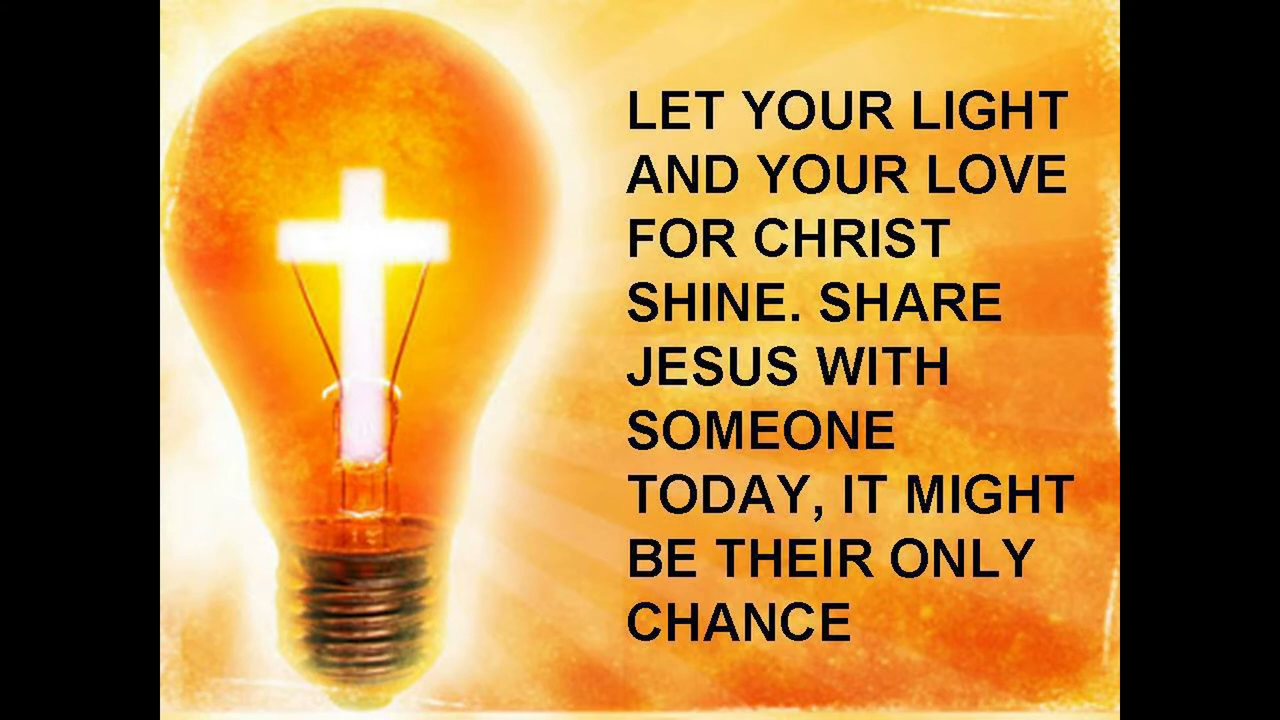 LET YOUR LIGHT
AND YOUR LOVE
FOR CHRIST
SHINE. SHARE
JESUS WITH
SOMEONE
TODAY, IT MIGHT
BE THEIR ONLY
CHANCE